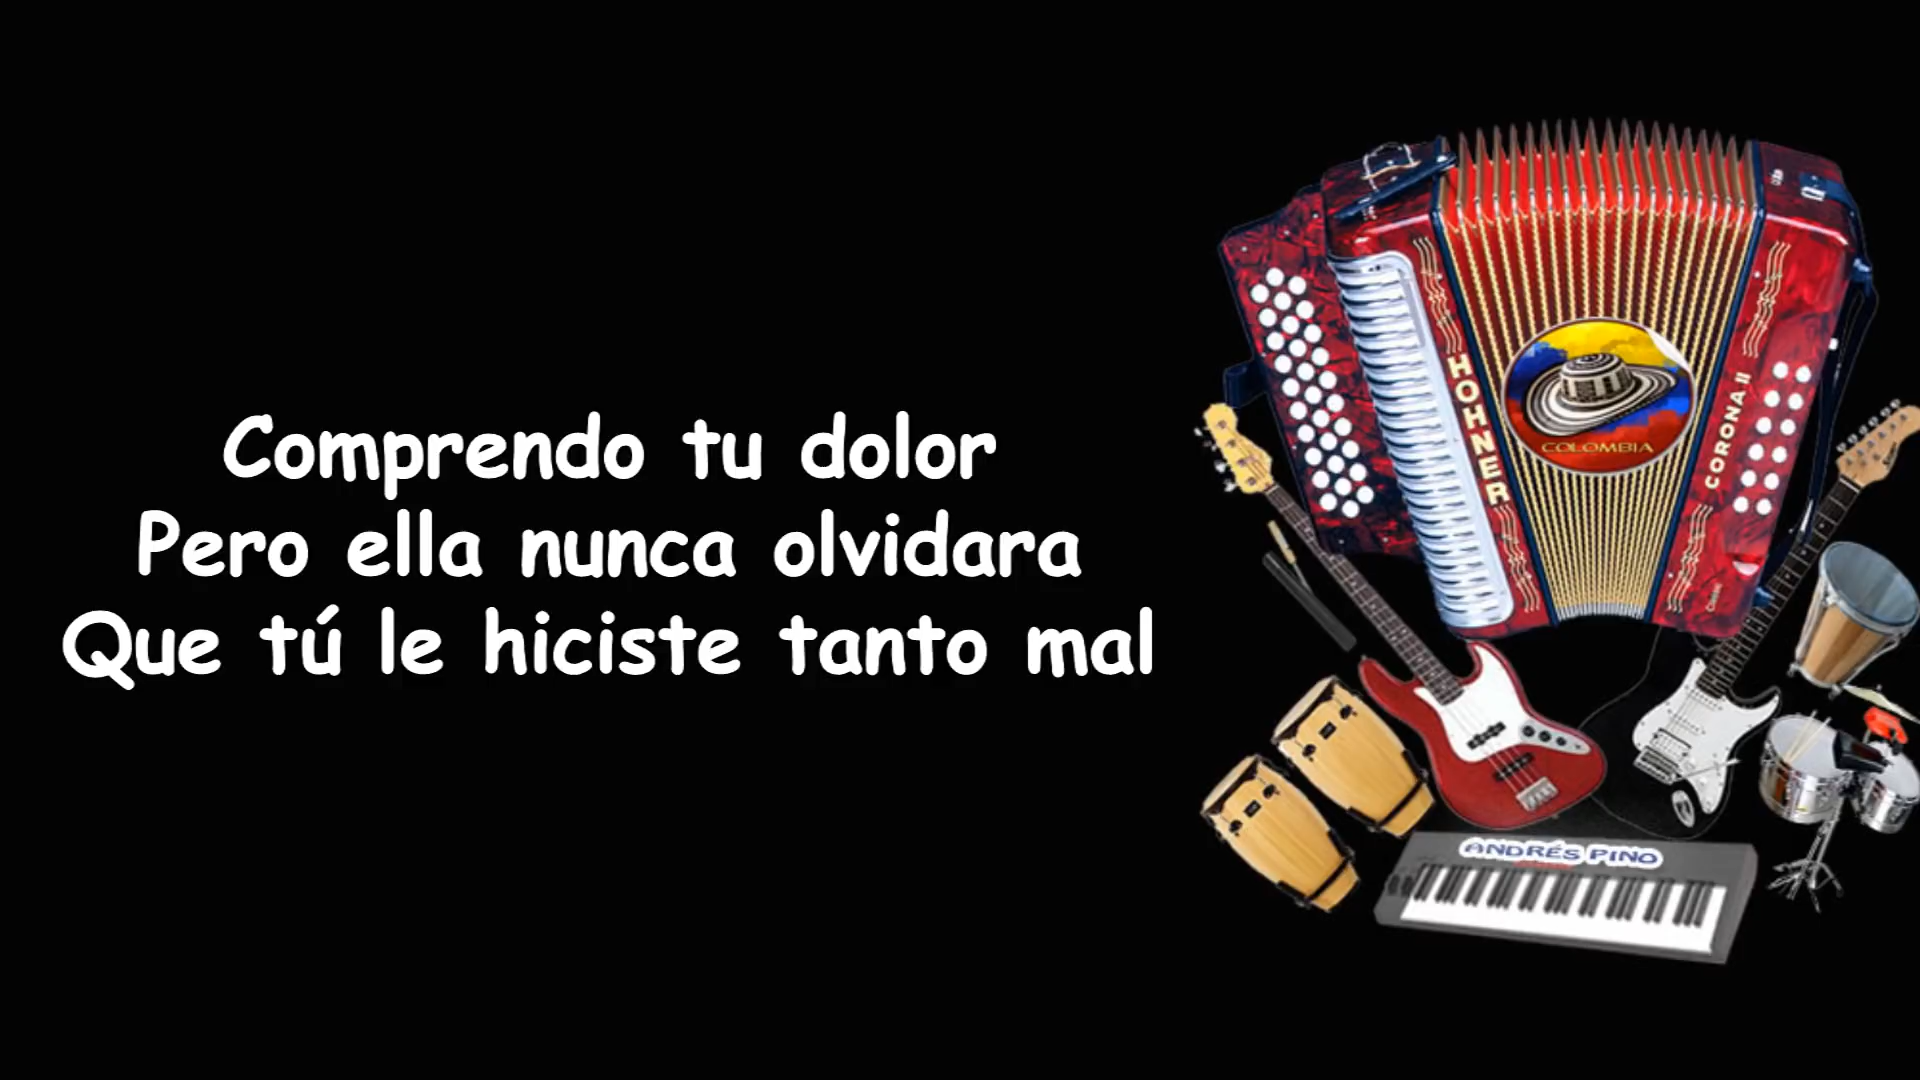 Comprendo tu dolor
Pero ella nunca olvidara
Que tú le hiciste tanto mal
HOHNER
COLOMBIA
CORONA II
ANDRÉS PINO